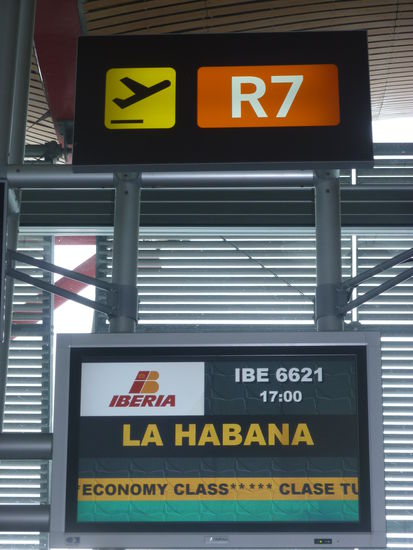 R7
IBERIA
IBE 6621
17:00
LA HABANA
*ECONOMY CLASS***** CLASE TU